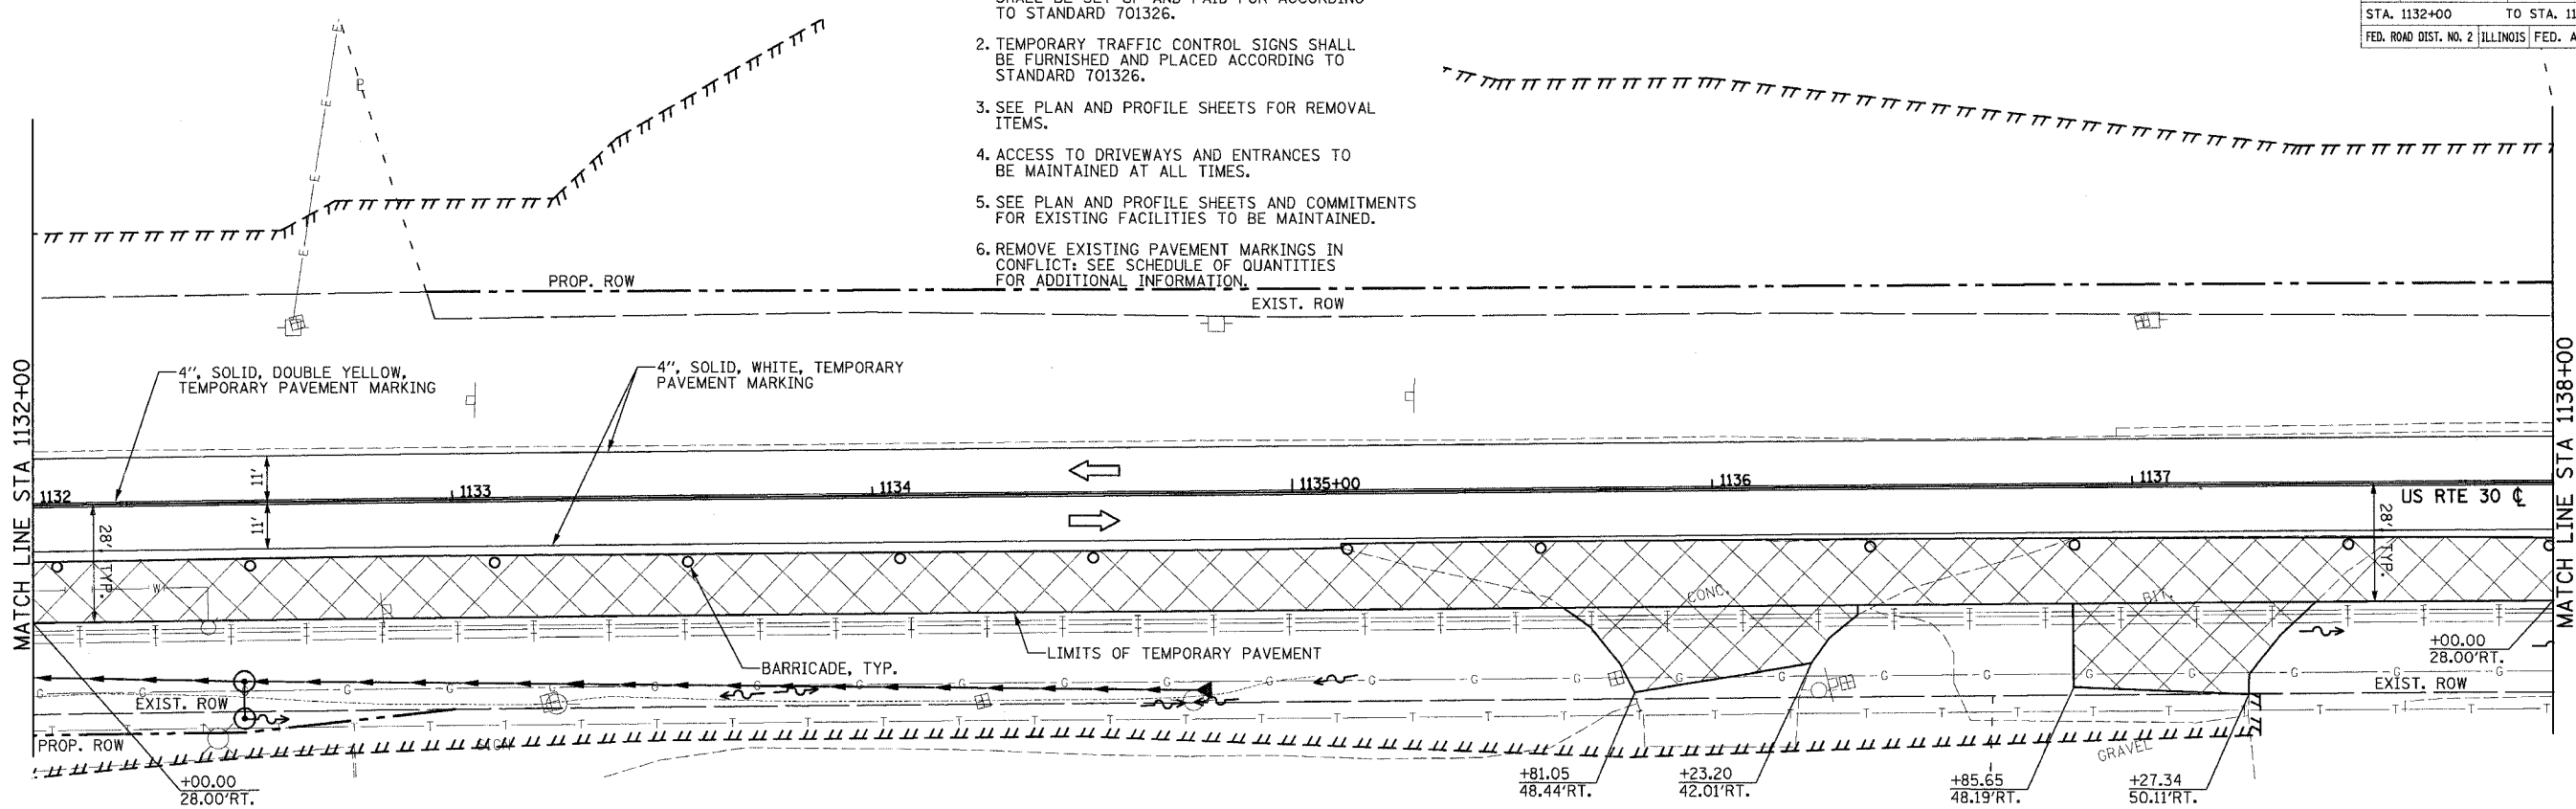 TO STANDARD 701326.
2. TEMPORARY TRAFFIC CONTROL SIGNS SHALL
BE FURNISHED AND PLACED ACCORDING TO
STANDARD 701326.
3. SEE PLAN AND PROFILE SHEETS FOR REMOVAL
ITEMS.
4. ACCESS TO DRIVEWAYS AND ENTRANCES TO
BE MAINTAINED AT ALL TIMES.
5. SEE PLAN AND PROFILE SHEETS AND COMMITMENTS
FOR EXISTING FACILITIES TO BE MAINTAINED.
6. REMOVE EXISTING PAVEMENT MARKINGS IN
CONFLICT: SEE SCHEDULE OF QUANTITIES
FOR ADDITIONAL INFORMATION.
STA. 1132+00 TO STA. 11
FED. ROAD DIST. NO. 2 ILLINOIS FED. A
PROP. ROW
EXIST. ROW
MATCH LINE STA 1132+00
4", SOLID, DOUBLE YELLOW,
TEMPORARY PAVEMENT MARKING
4", SOLID, WHITE, TEMPORARY
PAVEMENT MARKING
MATCH LINE STA 1138+00
11'
11'
1132
1133
1134
1135+00
1136
1137
US RTE 30 ℄
28' TYP.
28' TYP.
CONC.
BIT.
LIMITS OF TEMPORARY PAVEMENT
BARRICADE, TYP.
EXIST. ROW
PROP. ROW
SIGN
EXIST. ROW
GRAVEL
+00.00
28.00'RT.
+81.05
48.44'RT.
+23.20
42.01'RT.
+85.65
48.19'RT.
+27.34
50.11'RT.
+00.00
28.00'RT.